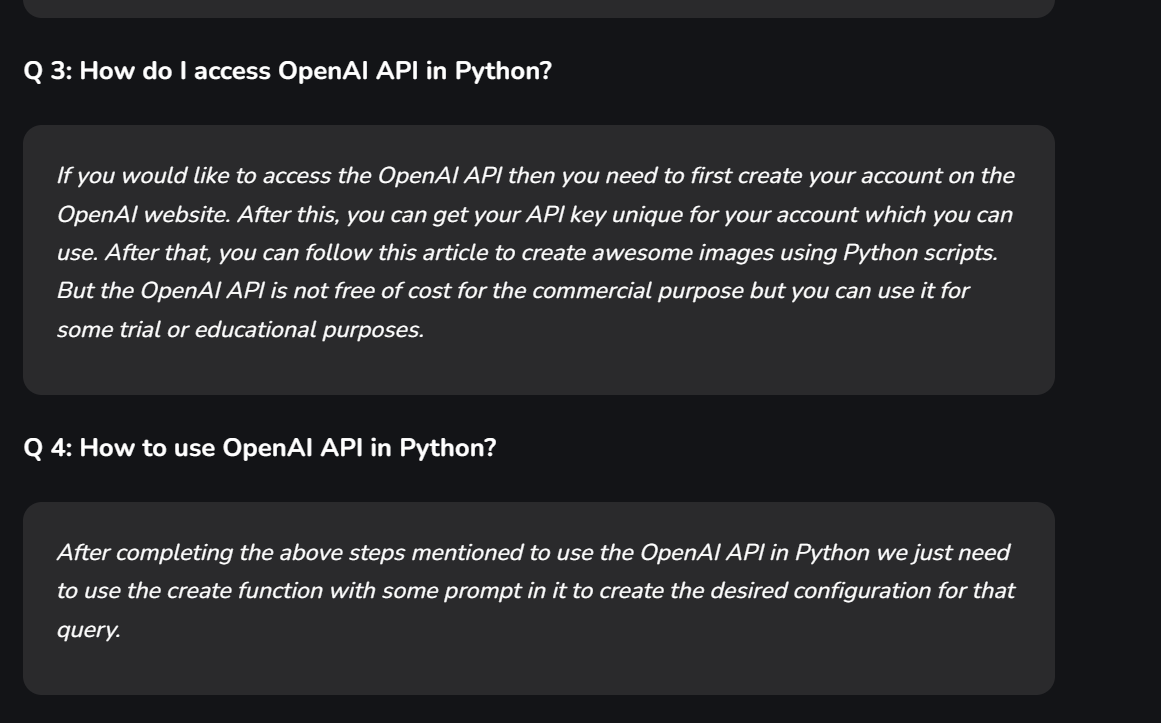 Q 3: How do I access OpenAI API in Python?
If you would like to access the OpenAI API then you need to first create your account on the
OpenAI website. After this, you can get your API key unique for your account which you can
use. After that, you can follow this article to create awesome images using Python scripts.
But the OpenAI API is not free of cost for the commercial purpose but you can use it for
some trial or educational purposes.
Q 4: How to use OpenAI API in Python?
After completing the above steps mentioned to use the OpenAI API in Python we just need
to use the create function with some prompt in it to create the desired configuration for that
query.